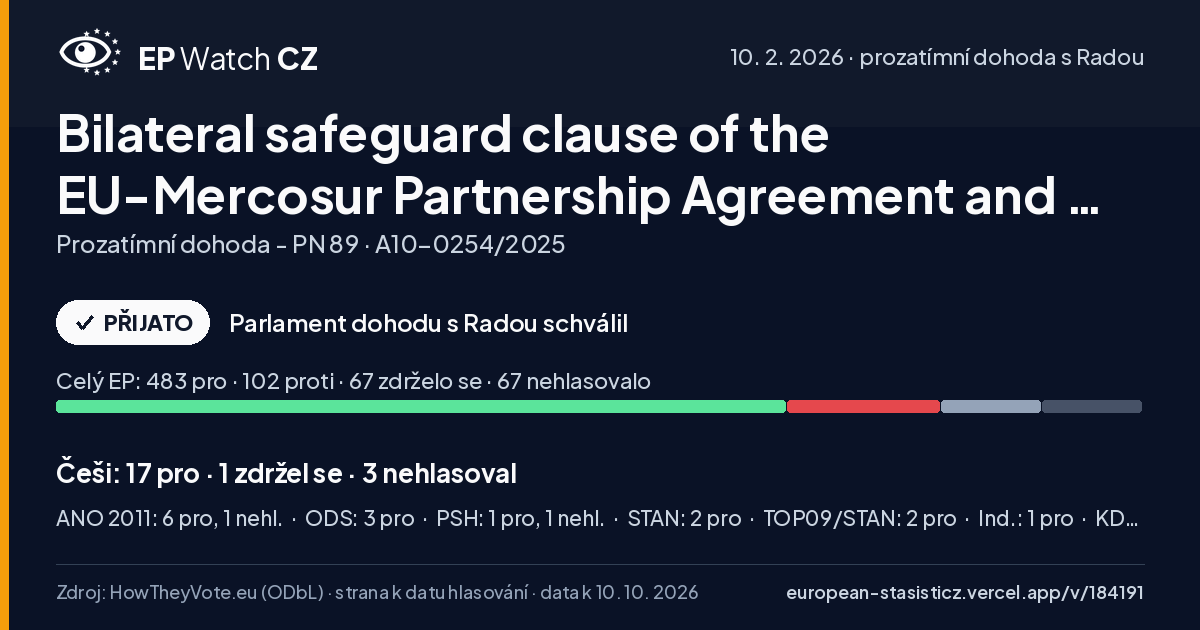 EP Watch CZ
10. 2. 2026 · prozatímní dohoda s Radou
Bilateral safeguard clause of the
EU-Mercosur Partnership Agreement and …
Prozatímní dohoda - PN 89 · A10-0254/2025
✓ PŘIJATO
Parlament dohodu s Radou schválil
Celý EP: 483 pro · 102 proti · 67 zdrželo se · 67 nehlasovalo
Češi: 17 pro · 1 zdržel se · 3 nehlasoval
ANO 2011: 6 pro, 1 nehl. · ODS: 3 pro · PSH: 1 pro, 1 nehl. · STAN: 2 pro · TOP09/STAN: 2 pro · Ind.: 1 pro · KD…
Zdroj: HowTheyVote.eu (ODbL) · strana k datu hlasování · data k 10. 10. 2026
european-stasisticz.vercel.app/v/184191